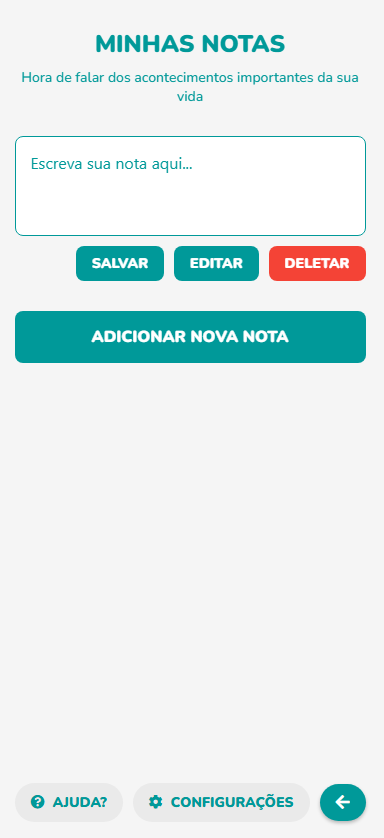 MINHAS NOTAS
Hora de falar dos acontecimentos importantes da sua
vida
Escreva sua nota aqui...
SALVAR EDITAR DELETAR
ADICIONAR NOVA NOTA
AJUDA? CONFIGURAÇÕES